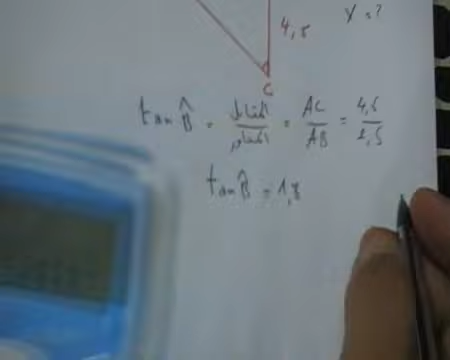 4,5
Y = ?
C
tan B̂ = المقابل / المجاور = AC / AB = 4,5 / 2,5
tan B̂ = 1,8